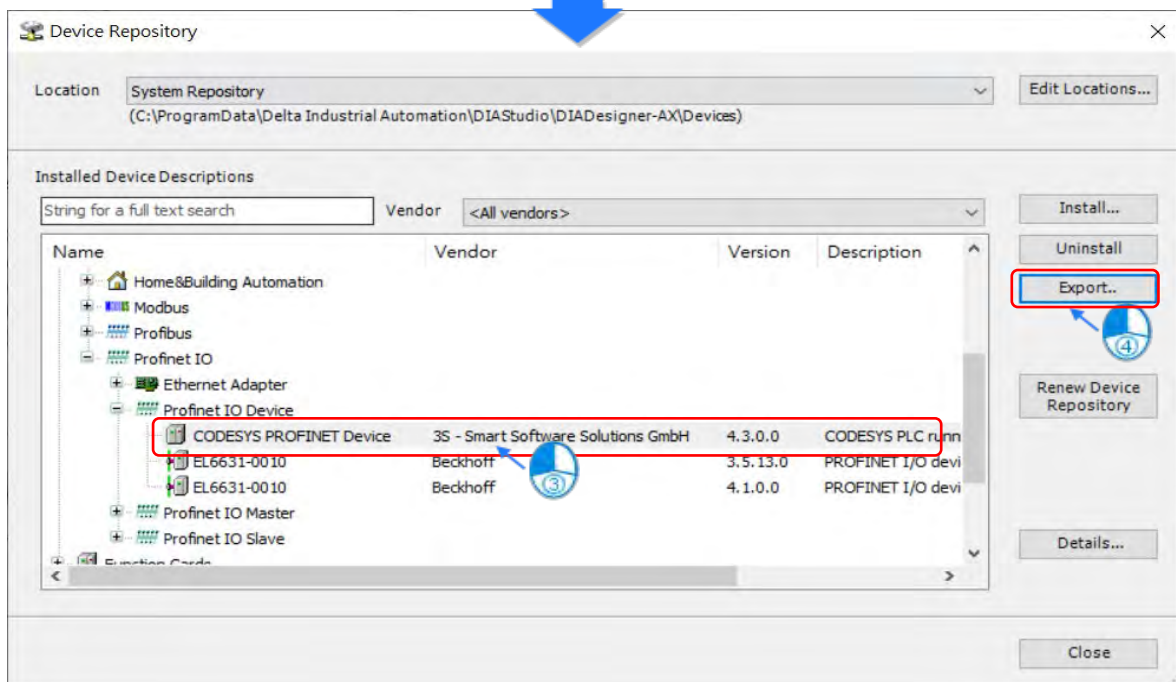 Device Repository
Location System Repository Edit Locations...
(C:\ProgramData\Delta Industrial Automation\DIAStudio\DIADesigner-AX\Devices)
Installed Device Descriptions
String for a full text search Vendor <All vendors> Install...
Name Vendor Version Description Uninstall
Home&Building Automation Export..
Modbus
Profibus ④
Profinet IO
Ethernet Adapter Renew Device
Profinet IO Device Repository
CODESYS PROFINET Device 3S - Smart Software Solutions GmbH 4.3.0.0 CODESYS PLC runn
EL6631-0010 Beckhoff 3.5.13.0 PROFINET I/O devi
③
EL6631-0010 Beckhoff 4.1.0.0 PROFINET I/O devi
Profinet IO Master
Profinet IO Slave Details...
Function Cards
Close